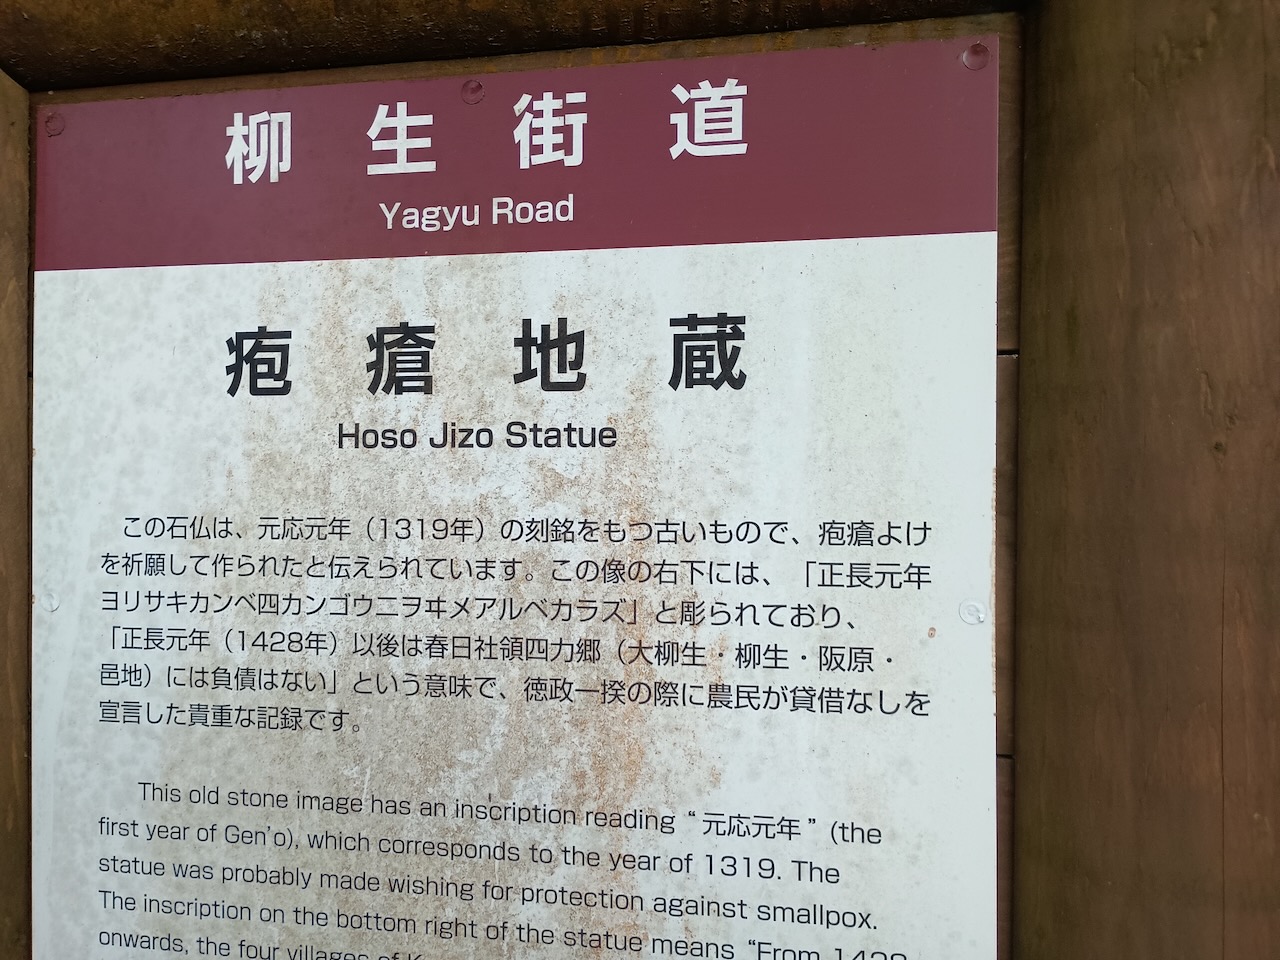 柳生街道
Yagyu Road
疱瘡地蔵
Hoso Jizo Statue
この石仏は、元応元年（1319年）の刻銘をもつ古いもので、疱瘡よけ
を祈願して作られたと伝えられています。この像の右下には、「正長元年
ヨリサキカンベ四カンゴウニヲヰメアルベカラズ」と彫られており、
「正長元年（1428年）以後は春日社領四力郷（大柳生・柳生・阪原・
邑地）には負債はない」という意味で、徳政一揆の際に農民が貸借なしを
宣言した貴重な記録です。
This old stone image has an inscription reading “元応元年” (the
first year of Gen’o), which corresponds to the year of 1319. The
statue was probably made wishing for protection against smallpox.
The inscription on the bottom right of the statue means “From 1428
onwards, the four villages of